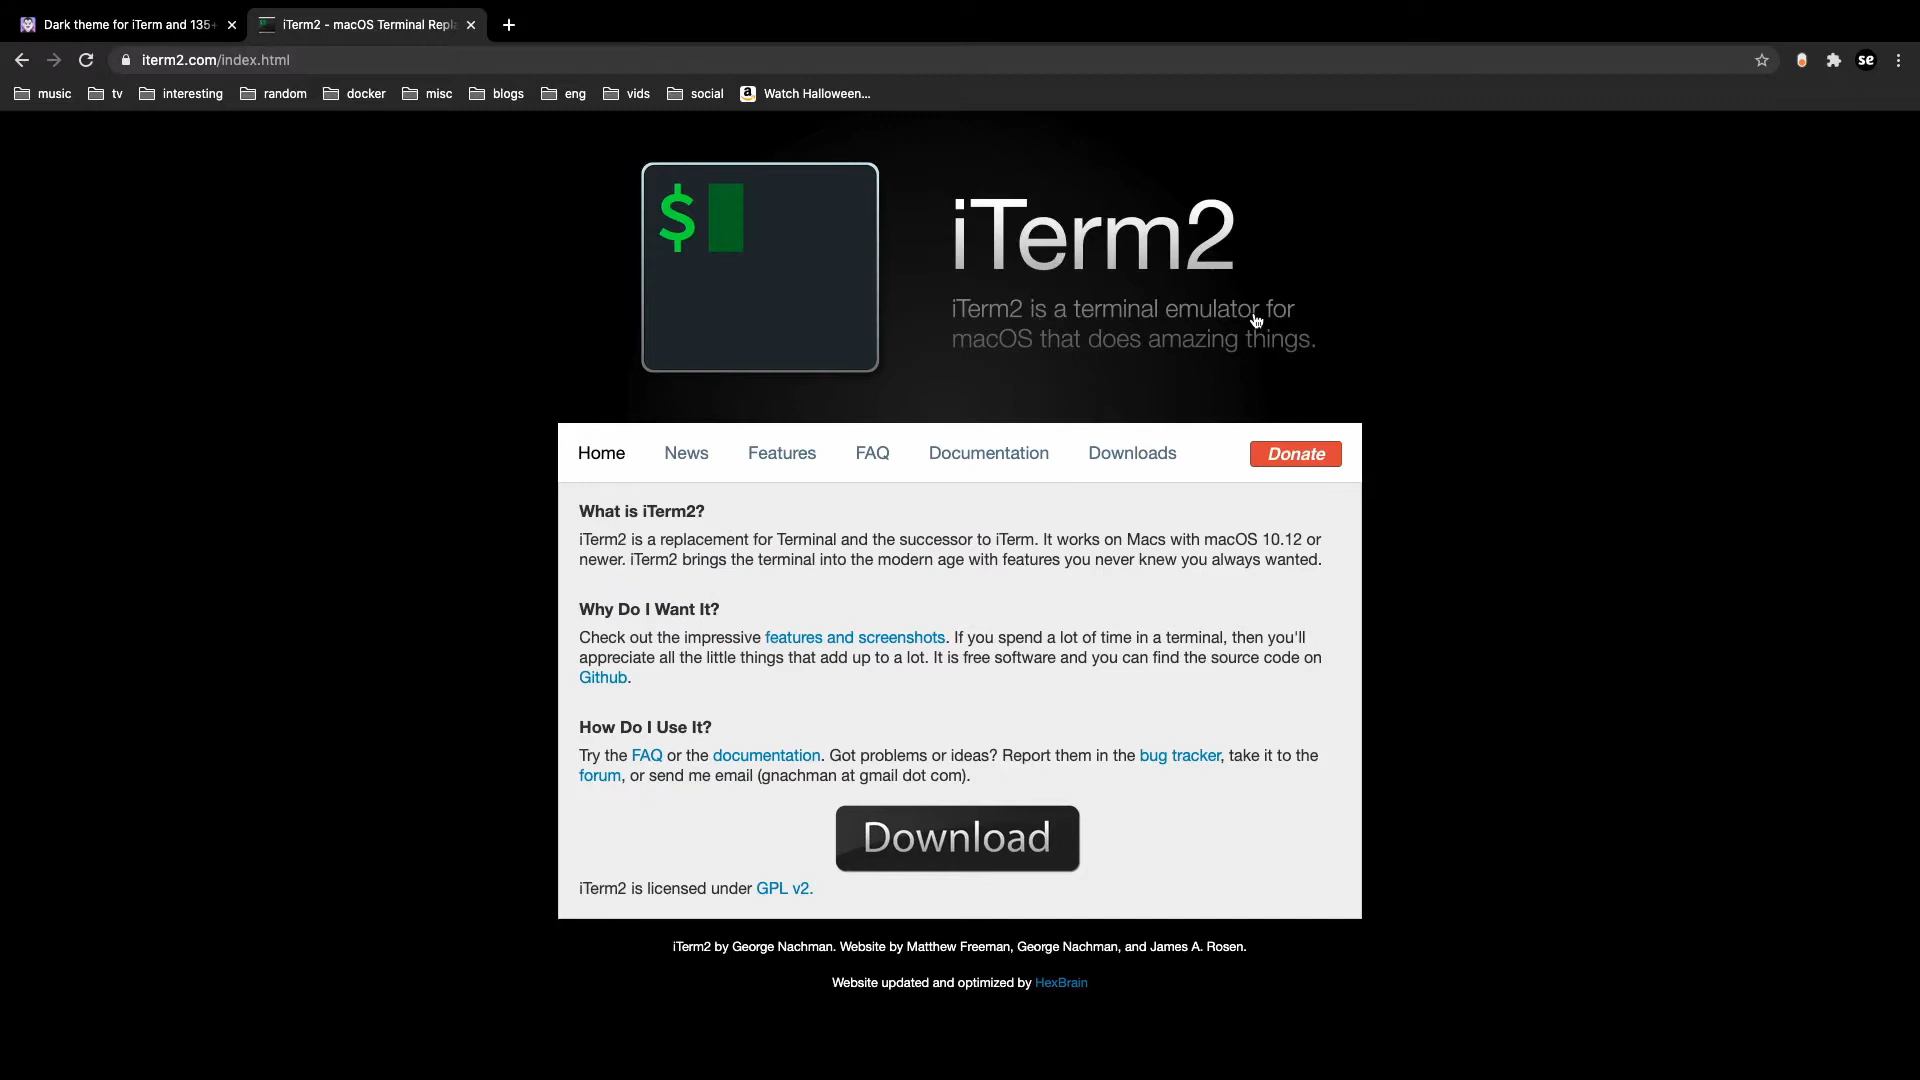 Dark theme for iTerm and 135+
iTerm2 - macOS Terminal Repla
iterm2.com/index.html
se
music
tv
interesting
random
docker
misc
blogs
eng
vids
social
a
Watch Halloween...
$
iTerm2
iTerm2 is a terminal emulator for
macOS that does amazing things.
Home
News
Features
FAQ
Documentation
Downloads
Donate
What is iTerm2?
iTerm2 is a replacement for Terminal and the successor to iTerm. It works on Macs with macOS 10.12 or
newer. iTerm2 brings the terminal into the modern age with features you never knew you always wanted.
Why Do I Want It?
Check out the impressive features and screenshots. If you spend a lot of time in a terminal, then you'll
appreciate all the little things that add up to a lot. It is free software and you can find the source code on
Github.
How Do I Use It?
Try the FAQ or the documentation. Got problems or ideas? Report them in the bug tracker, take it to the
forum, or send me email (gnachman at gmail dot com).
Download
iTerm2 is licensed under GPL v2.
iTerm2 by George Nachman. Website by Matthew Freeman, George Nachman, and James A. Rosen.
Website updated and optimized by HexBrain